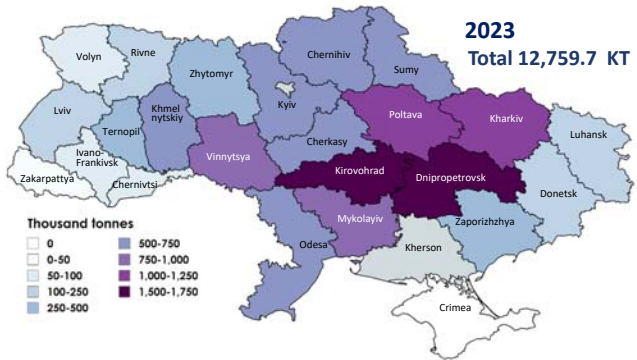 2023
Total 12,759.7 KT
Volyn
Rivne
Zhytomyr
Chernihiv
Sumy
Kyiv
Lviv
Ternopil
Khmel
nytskiy
Poltava
Kharkiv
Luhansk
Cherkasy
Ivano-
Frankivsk
Vinnytsya
Kirovohrad
Dnipropetrovsk
Zakarpattya
Chernivtsi
Donetsk
Mykolayiv
Zaporizhzhya
Odesa
Kherson
Crimea
Thousand tonnes
0
0-50
50-100
100-250
250-500
500-750
750-1,000
1,000-1,250
1,500-1,750